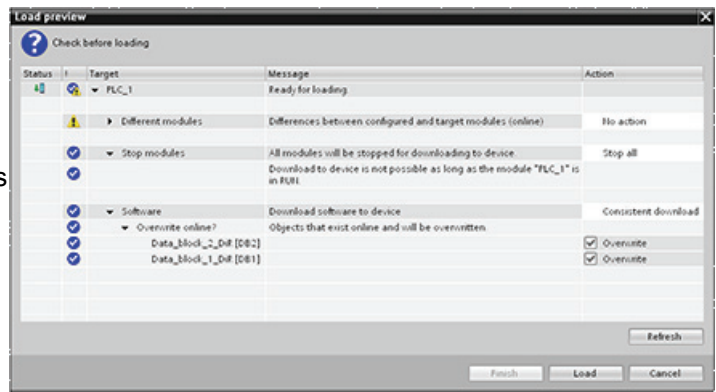 Load preview
X
Check before loading
Status ! Target Message Action
PLC_1 Ready for loading.
Different modules Differences between configured and target modules (online) No action
Stop modules All modules will be stopped for downloading to device. Stop all
s
Download to device is not possible as long as the module "PLC_1" is
in RUN.
Software Download software to device Consistent download
Overwrite online? Objects that exist online and will be overwritten.
Data_block_2_DiR [DB2] Overwrite
Data_block_1_DiR [DB1] Overwrite
Refresh
Finish Load Cancel